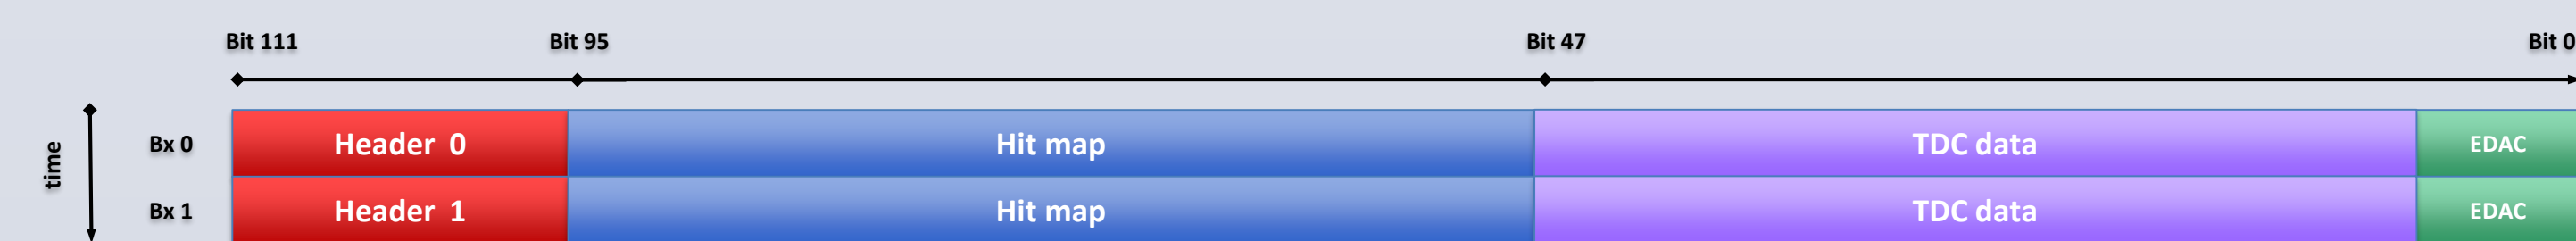 Bit 111 Bit 95 Bit 47 Bit 0
time
Bx 0 Header 0 Hit map TDC data EDAC
Bx 1 Header 1 Hit map TDC data EDAC